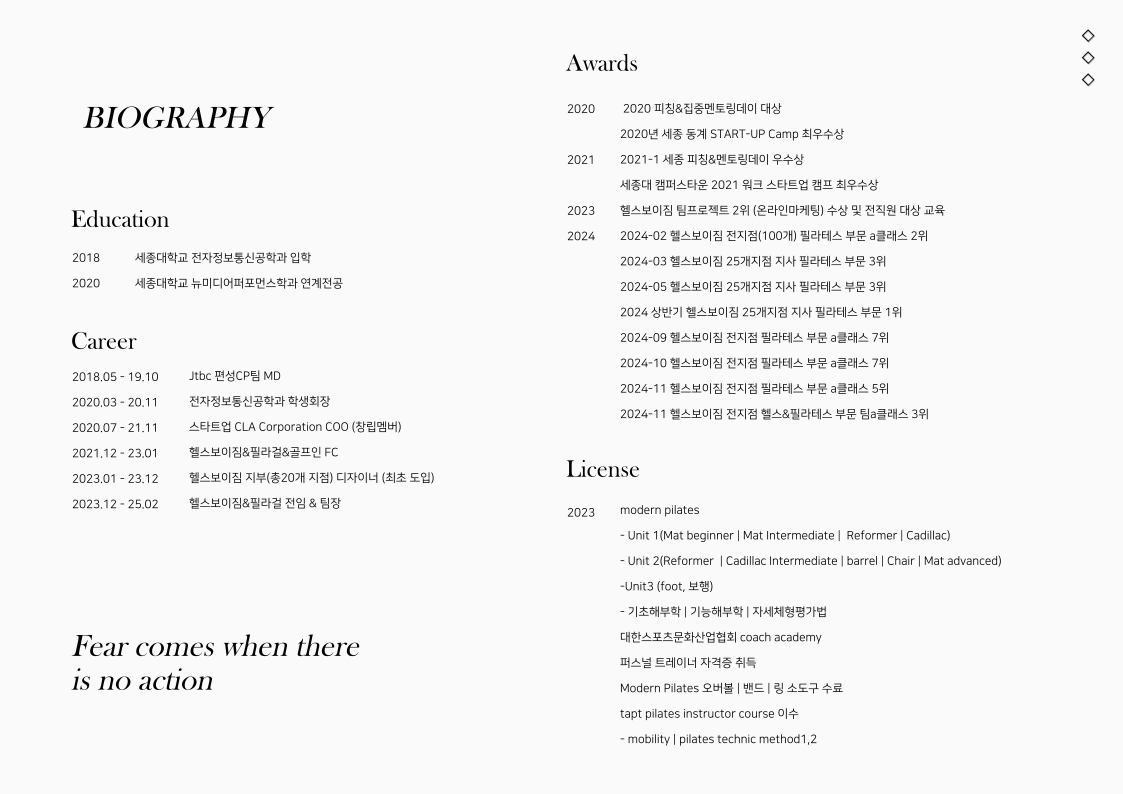 BIOGRAPHY
Education
2018 세종대학교 전자정보통신공학과 입학
2020 세종대학교 뉴미디어퍼포먼스학과 연계전공
Career
2018.05 - 19.10 Jtbc 편성CP팀 MD
2020.03 - 20.11 전자정보통신공학과 학생회장
2020.07 - 21.11 스타트업 CLA Corporation COO (창립멤버)
2021.12 - 23.01 헬스보이짐&필라걸&골프인 FC
2023.01 - 23.12 헬스보이짐 지부(총20개 지점) 디자이너 (최초 도입)
2023.12 - 25.02 헬스보이짐&필라걸 전임 & 팀장
Fear comes when there
is no action
Awards
2020 2020 피칭&집중멘토링데이 대상
2020년 세종 동계 START-UP Camp 최우수상
2021 2021-1 세종 피칭&멘토링데이 우수상
세종대 캠퍼스타운 2021 워크 스타트업 캠프 최우수상
2023 헬스보이짐 팀프로젝트 2위 (온라인마케팅) 수상 및 전직원 대상 교육
2024 2024-02 헬스보이짐 전지점(100개) 필라테스 부문 a클래스 2위
2024-03 헬스보이짐 25개지점 지사 필라테스 부문 3위
2024-05 헬스보이짐 25개지점 지사 필라테스 부문 3위
2024 상반기 헬스보이짐 25개지점 지사 필라테스 부문 1위
2024-09 헬스보이짐 전지점 필라테스 부문 a클래스 7위
2024-10 헬스보이짐 전지점 필라테스 부문 a클래스 7위
2024-11 헬스보이짐 전지점 필라테스 부문 a클래스 5위
2024-11 헬스보이짐 전지점 헬스&필라테스 부문 팀a클래스 3위
License
2023 modern pilates
- Unit 1(Mat beginner | Mat Intermediate | Reformer | Cadillac)
- Unit 2(Reformer | Cadillac Intermediate | barrel | Chair | Mat advanced)
-Unit3 (foot, 보행)
- 기초해부학 | 기능해부학 | 자세체형평가법
대한스포츠문화산업협회 coach academy
퍼스널 트레이너 자격증 취득
Modern Pilates 오버볼 | 밴드 | 링 소도구 수료
tapt pilates instructor course 이수
- mobility | pilates technic method1,2